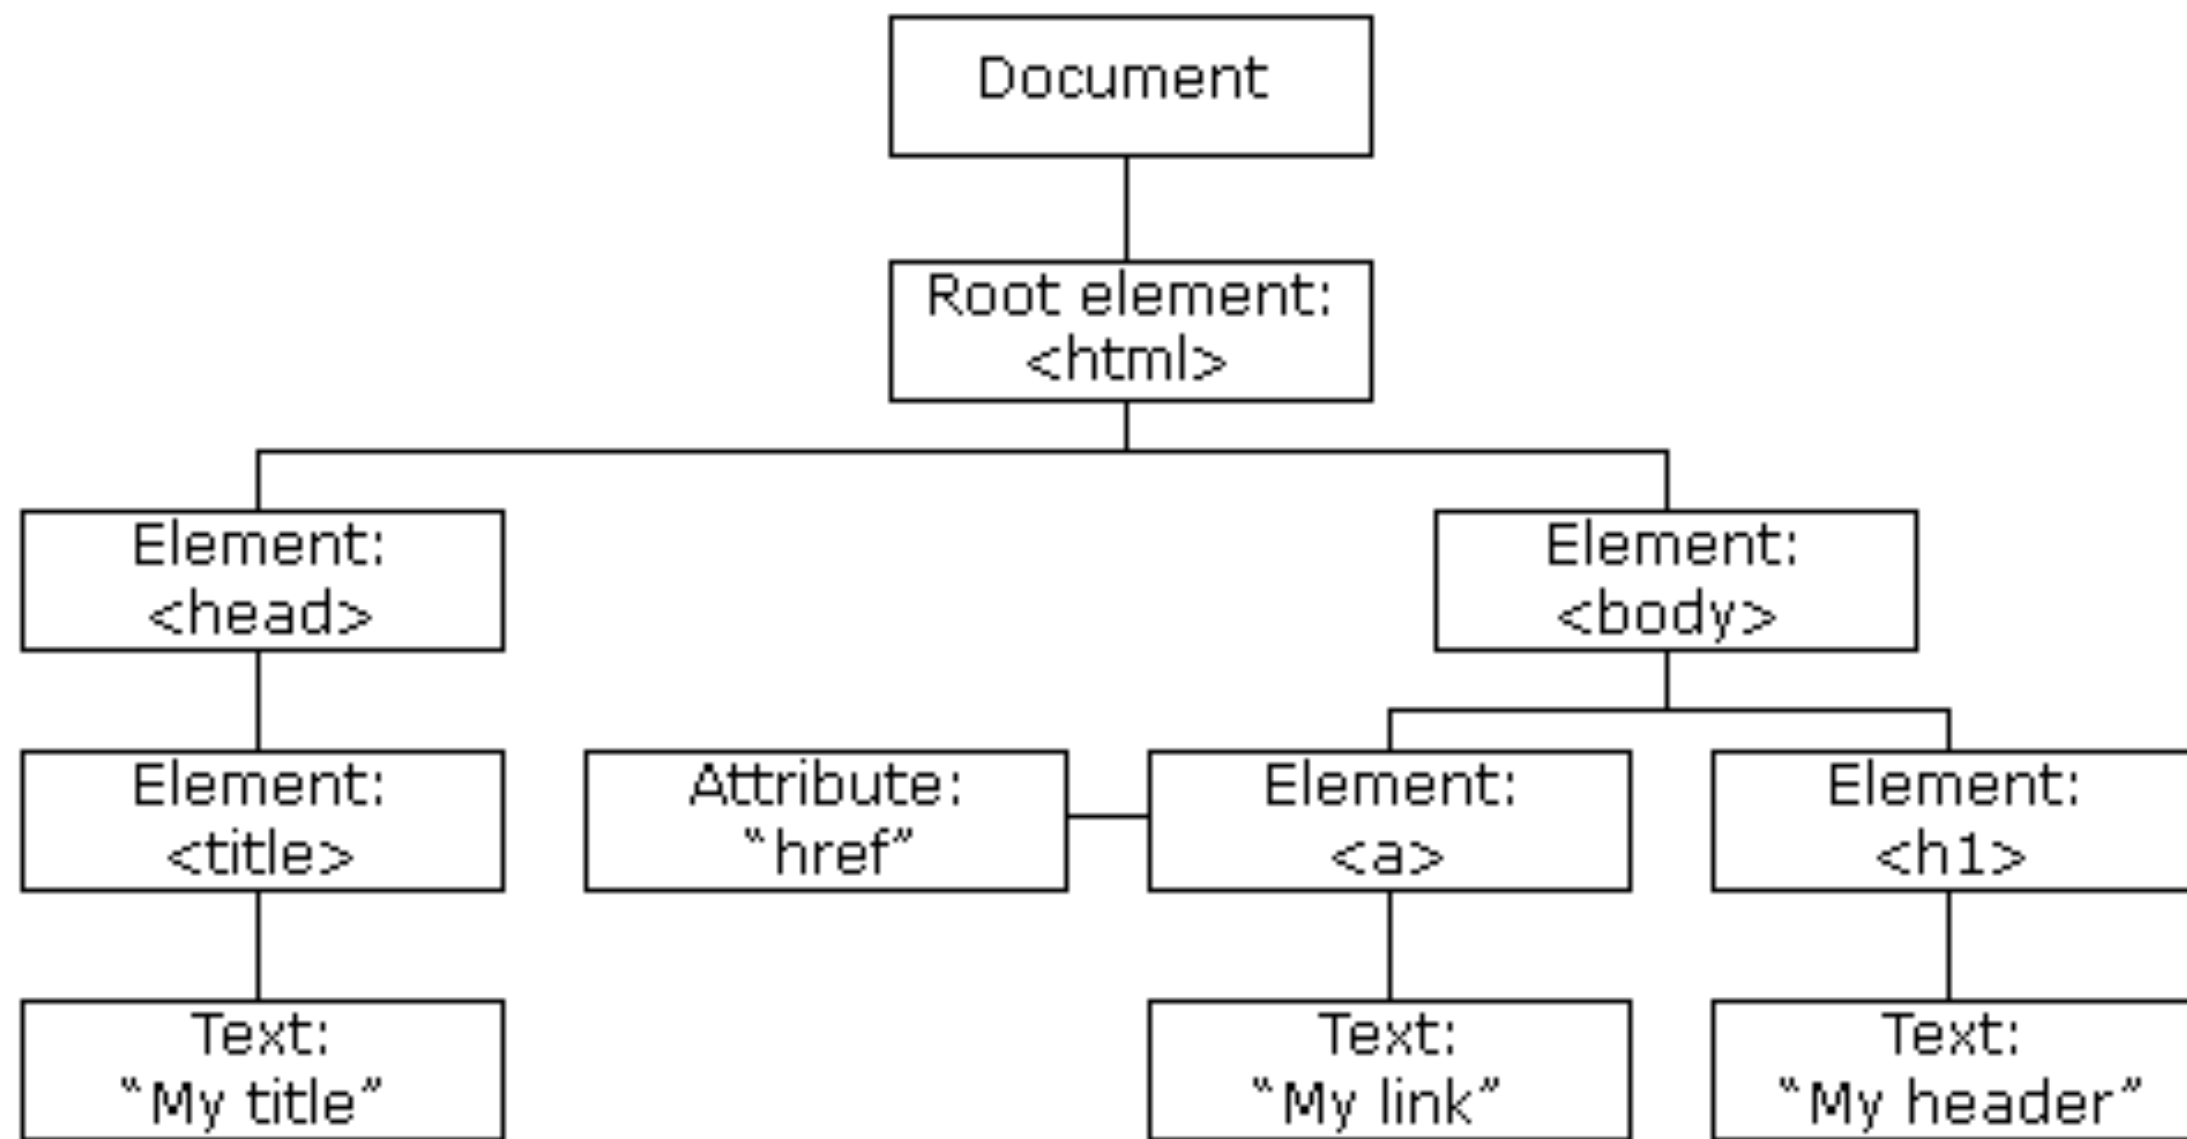 Document
Root element:
<html>
Element:
<head>
Element:
<body>
Element:
<title>
Attribute:
“href”
Element:
<a>
Element:
<h1>
Text:
“My title”
Text:
“My link”
Text:
“My header”